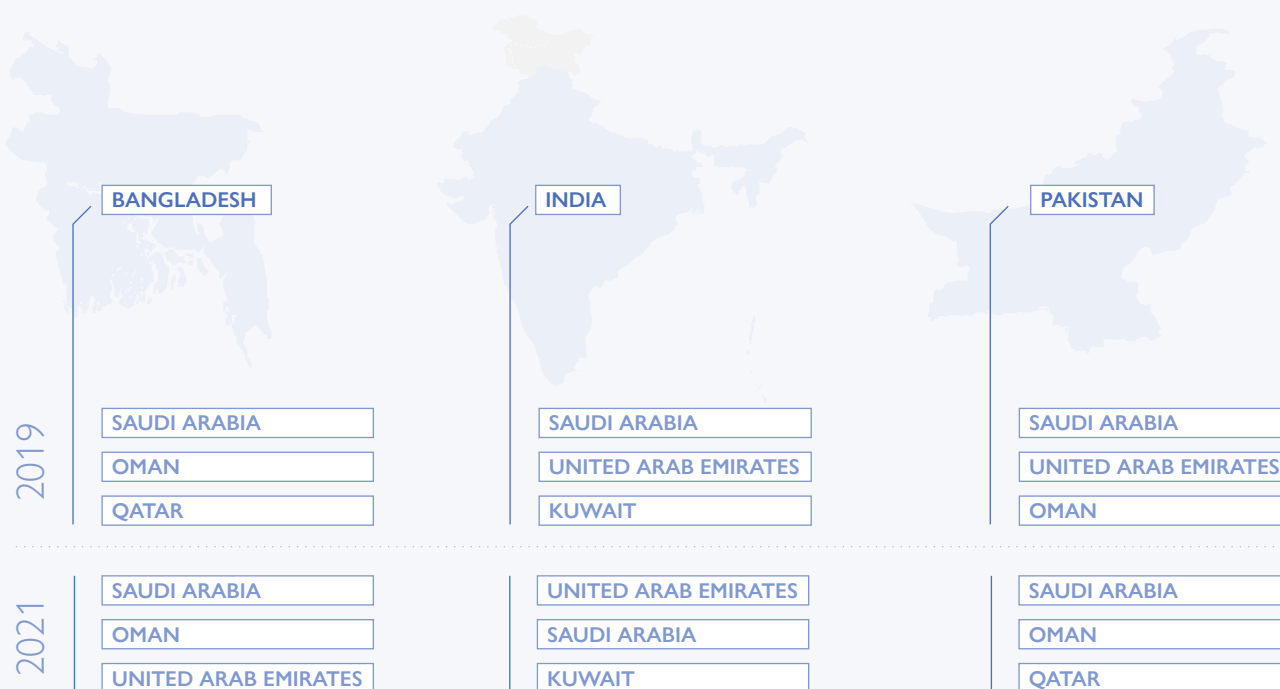 BANGLADESH
INDIA
PAKISTAN
2019
SAUDI ARABIA
OMAN
QATAR
SAUDI ARABIA
UNITED ARAB EMIRATES
KUWAIT
SAUDI ARABIA
UNITED ARAB EMIRATES
OMAN
2021
SAUDI ARABIA
OMAN
UNITED ARAB EMIRATES
UNITED ARAB EMIRATES
SAUDI ARABIA
KUWAIT
SAUDI ARABIA
OMAN
QATAR